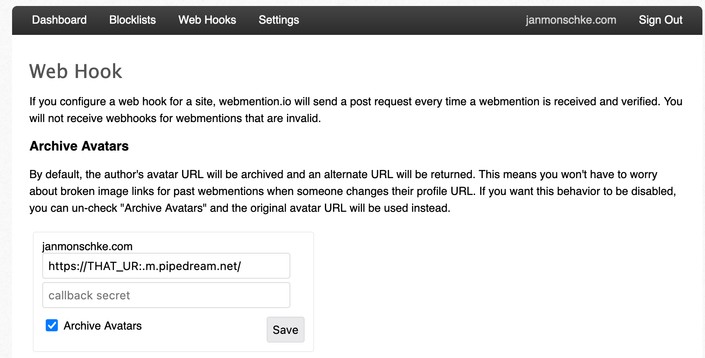 Dashboard Blocklists Web Hooks Settings janmonschke.com Sign Out
Web Hook
If you configure a web hook for a site, webmention.io will send a post request every time a webmention is received and verified. You
will not receive webhooks for webmentions that are invalid.
Archive Avatars
By default, the author's avatar URL will be archived and an alternate URL will be returned. This means you won't have to worry
about broken image links for past webmentions when someone changes their profile URL. If you want this behavior to be disabled,
you can un-check "Archive Avatars" and the original avatar URL will be used instead.
janmonschke.com
https://THAT_UR:.m.pipedream.net/
callback secret
Archive Avatars
Save